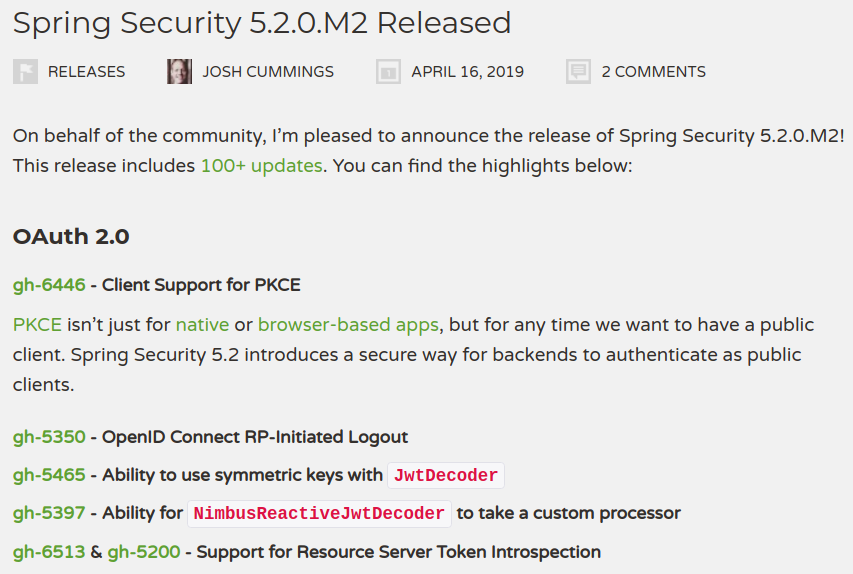 Spring Security 5.2.0.M2 Released
RELEASES JOSH CUMMINGS APRIL 16, 2019 2 COMMENTS
On behalf of the community, I’m pleased to announce the release of Spring Security 5.2.0.M2!
This release includes 100+ updates. You can find the highlights below:
OAuth 2.0
gh-6446 - Client Support for PKCE
PKCE isn’t just for native or browser-based apps, but for any time we want to have a public
client. Spring Security 5.2 introduces a secure way for backends to authenticate as public
clients.
gh-5350 - OpenID Connect RP-Initiated Logout
gh-5465 - Ability to use symmetric keys with JwtDecoder
gh-5397 - Ability for NimbusReactiveJwtDecoder to take a custom processor
gh-6513 & gh-5200 - Support for Resource Server Token Introspection